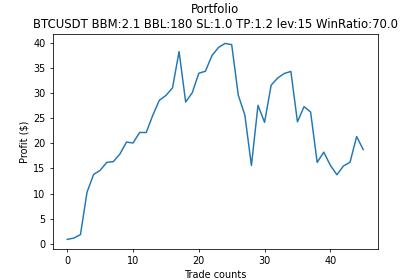 Portfolio
BTCUSDT BBM:2.1 BBL:180 SL:1.0 TP:1.2 lev:15 WinRatio:70.0
40
35
30
25
20
15
10
5
0
Profit ($)
0 10 20 30 40
Trade counts